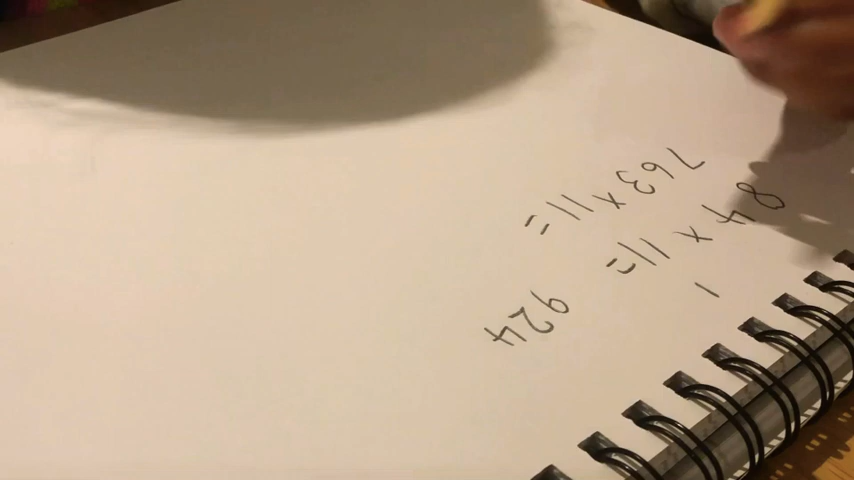 1
84 x 11 = 924
763 x 11 =